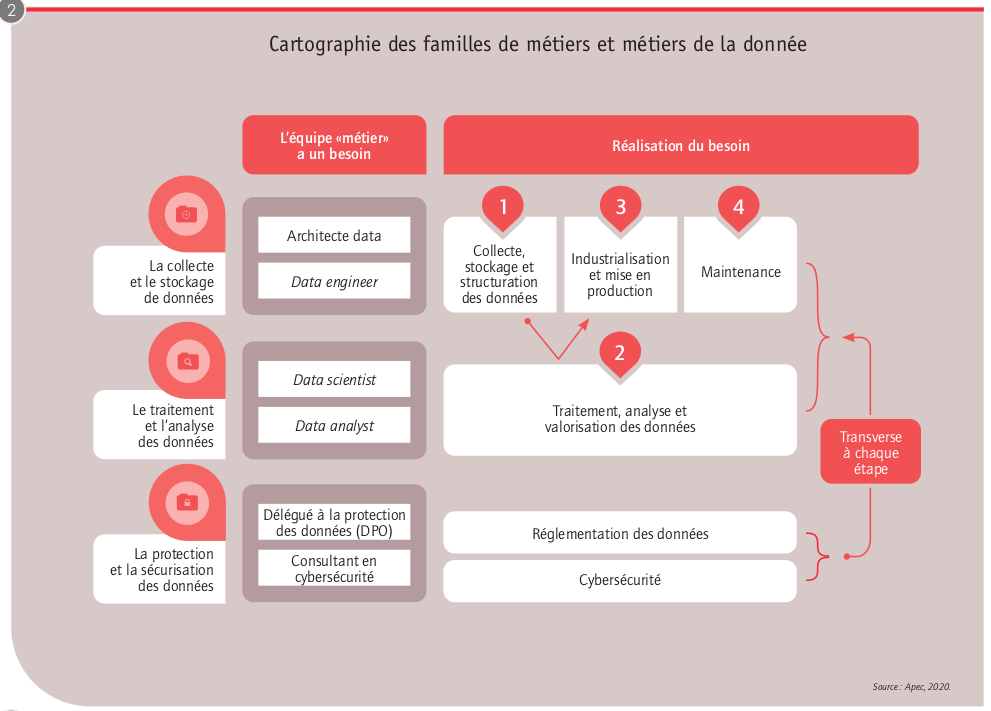 2
Cartographie des familles de métiers et métiers de la donnée
L'équipe «métier»
a un besoin
Réalisation du besoin
La collecte
et le stockage
de données
Architecte data
Data engineer
1
Collecte,
stockage et
structuration
des données
3
Industrialisation
et mise en
production
4
Maintenance
Le traitement
et l'analyse
des données
Data scientist
Data analyst
2
Traitement, analyse et
valorisation des données
Transverse
à chaque
étape
La protection
et la sécurisation
des données
Délégué à la protection
des données (DPO)
Consultant en
cybersécurité
Réglementation des données
Cybersécurité
Source : Apec, 2020.